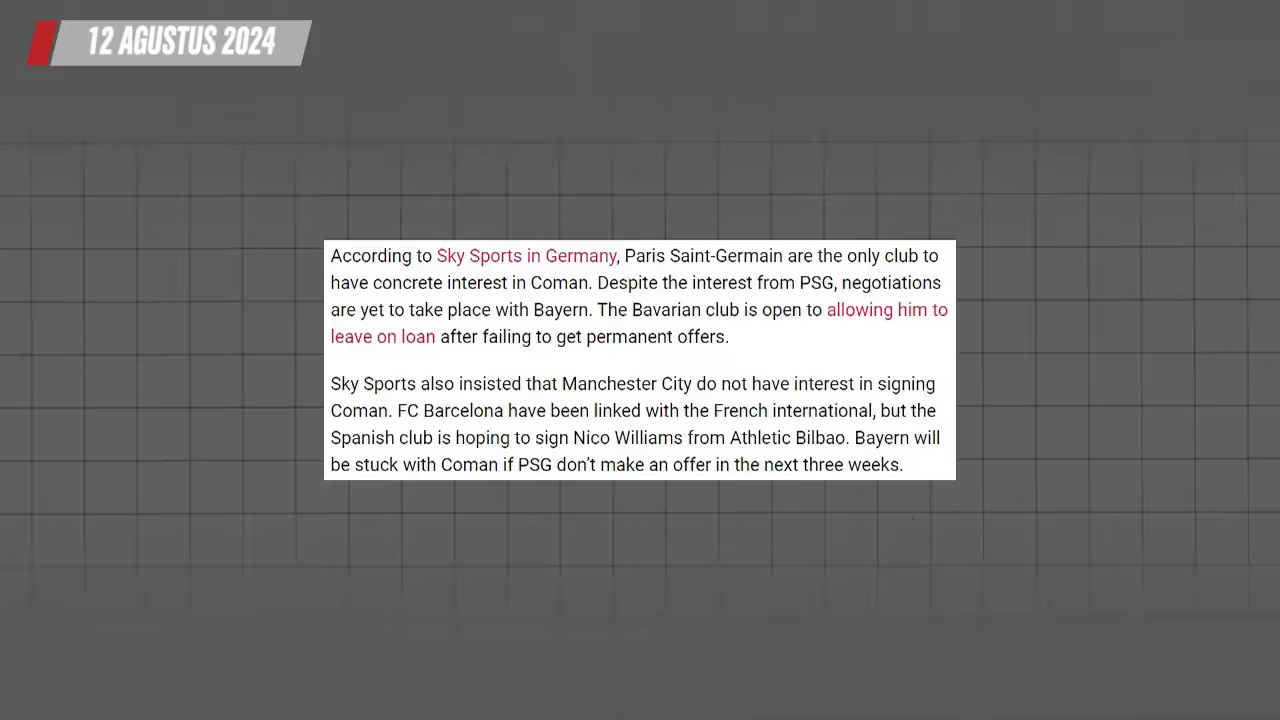 12 AGUSTUS 2024
According to Sky Sports in Germany, Paris Saint-Germain are the only club to
have concrete interest in Coman. Despite the interest from PSG, negotiations
are yet to take place with Bayern. The Bavarian club is open to allowing him to
leave on loan after failing to get permanent offers.
Sky Sports also insisted that Manchester City do not have interest in signing
Coman. FC Barcelona have been linked with the French international, but the
Spanish club is hoping to sign Nico Williams from Athletic Bilbao. Bayern will
be stuck with Coman if PSG don’t make an offer in the next three weeks.